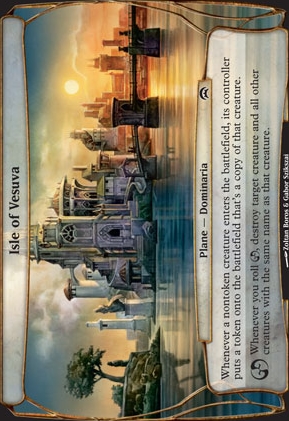 Isle of Vesuva
Plane — Dominaria
Whenever a nontoken creature enters the battlefield, its controller
puts a token onto the battlefield that's a copy of that creature.
Whenever you roll , destroy target creature and all other
creatures with the same name as that creature.
Zoltan Boros & Gabor Szikszai